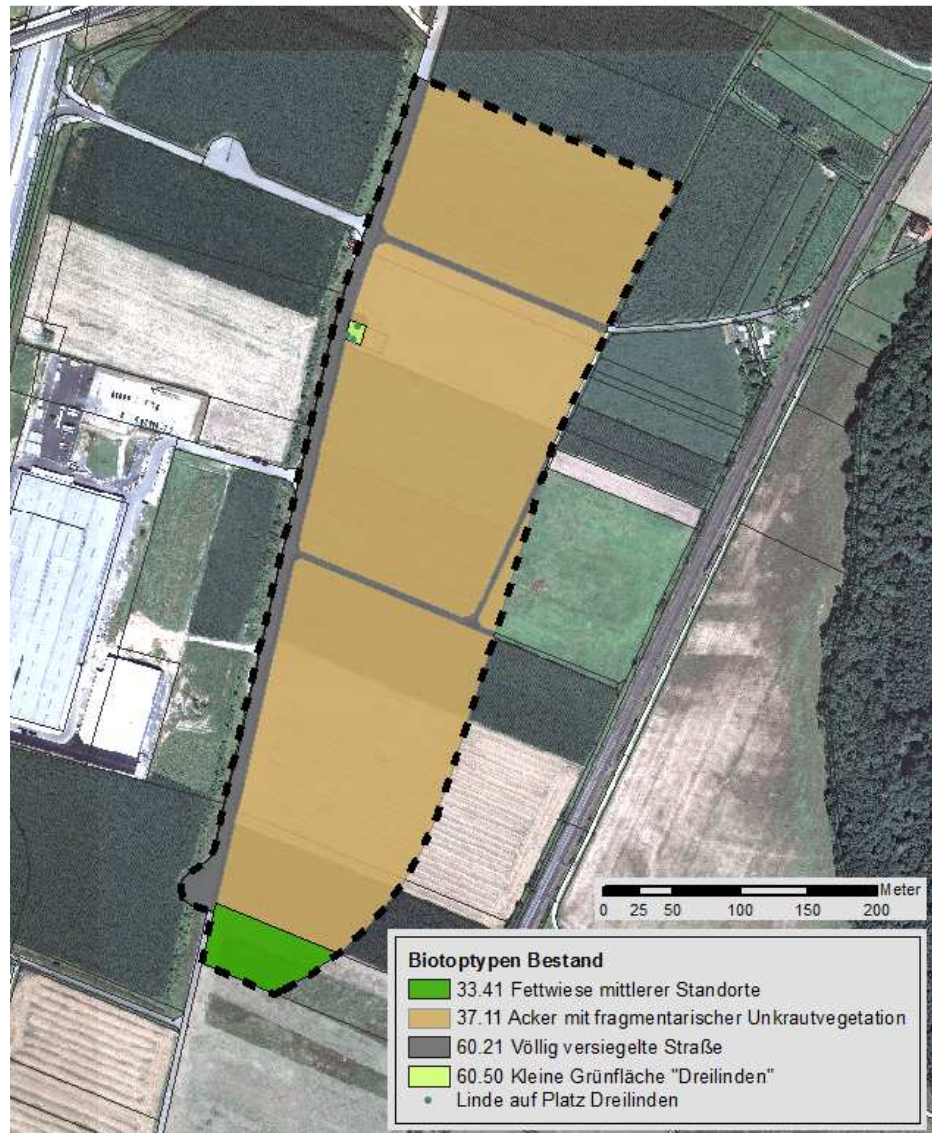 Meter
0 25 50 100 150 200
Biotoptypen Bestand
33.41 Fettwiese mittlerer Standorte
37.11 Acker mit fragmentarischer Unkrautvegetation
60.21 Völlig versiegelte Straße
60.50 Kleine Grünfläche "Dreilinden"
Linde auf Platz Dreilinden